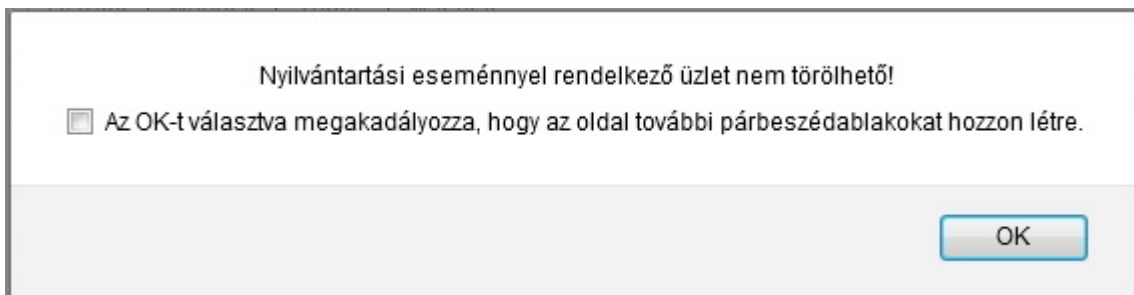 Nyilvántartási eseménnyel rendelkező üzlet nem törölhető!
Az OK-t választva megakadályozza, hogy az oldal további párbeszédablakokat hozzon létre.
OK